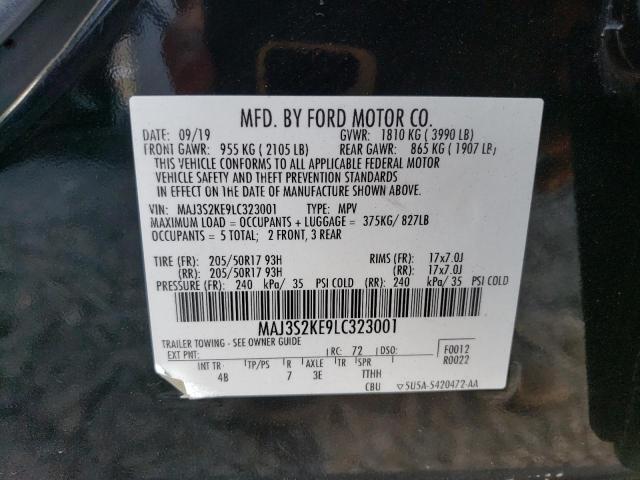 MFD. BY FORD MOTOR CO.
DATE: 09/19 GVWR: 1810 KG ( 3990 LB)
FRONT GAWR: 955 KG ( 2105 LB) REAR GAWR: 865 KG ( 1907 LB)
THIS VEHICLE CONFORMS TO ALL APPLICABLE FEDERAL MOTOR
VEHICLE SAFETY AND THEFT PREVENTION STANDARDS
IN EFFECT ON THE DATE OF MANUFACTURE SHOWN ABOVE.
VIN: MAJ3S2KE9LC323001 TYPE: MPV
MAXIMUM LOAD = OCCUPANTS + LUGGAGE = 375KG/ 827LB
OCCUPANTS = 5 TOTAL; 2 FRONT, 3 REAR
TIRE (FR): 205/50R17 93H RIMS (FR): 17x7.0J
(RR): 205/50R17 93H (RR): 17x7.0J
PRESSURE (FR): 240 kPa/ 35 PSI COLD (RR): 240 kPa/ 35 PSI COLD
MAJ3S2KE9LC323001
TRAILER TOWING - SEE OWNER GUIDE
EXT PNT: RC: 72 DSO: F0012
R0022
INT TR TP/PS R AXLE TR SPR
4B 7 3E TTHH
CBU ▽5U5A-5420472-AA